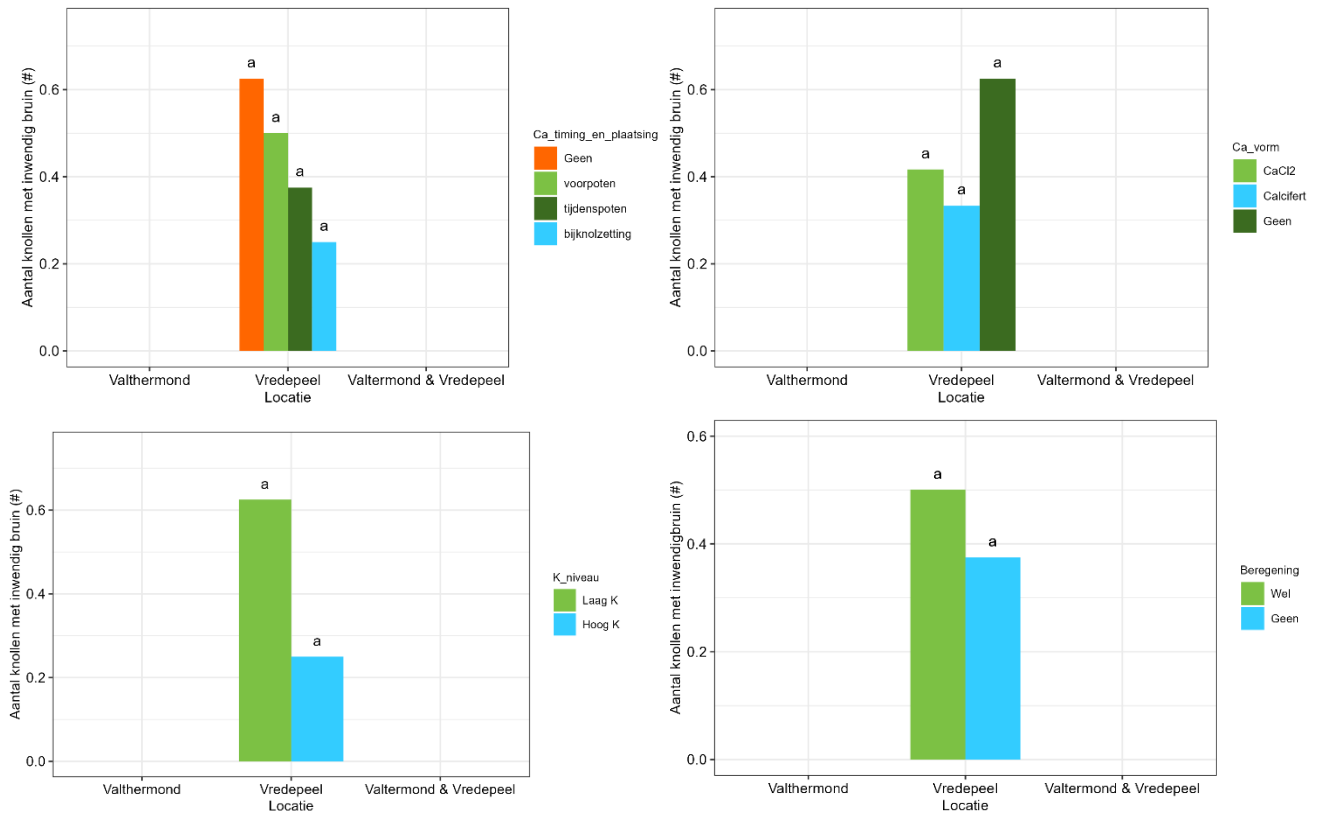 Aantal knollen met inwendig bruin (#)
0.6
0.4
0.2
0.0
a
a
a
a
Valthermond
Vredepeel
Valtermond & Vredepeel
Locatie
Ca_timing_en_plaatsing
Geen
voorpoten
tijdenspoten
bijknolzetting
Aantal knollen met inwendig bruin (#)
0.6
0.4
0.2
0.0
a
a
a
Valthermond
Vredepeel
Valtermond & Vredepeel
Locatie
Ca_vorm
CaCl2
Calcifert
Geen
Aantal knollen met inwendig bruin (#)
0.6
0.4
0.2
0.0
a
a
Valthermond
Vredepeel
Valtermond & Vredepeel
Locatie
K_niveau
Laag K
Hoog K
Aantal knollen met inwendigbruin (#)
0.6
0.4
0.2
0.0
a
a
Valthermond
Vredepeel
Valtermond & Vredepeel
Locatie
Beregening
Wel
Geen